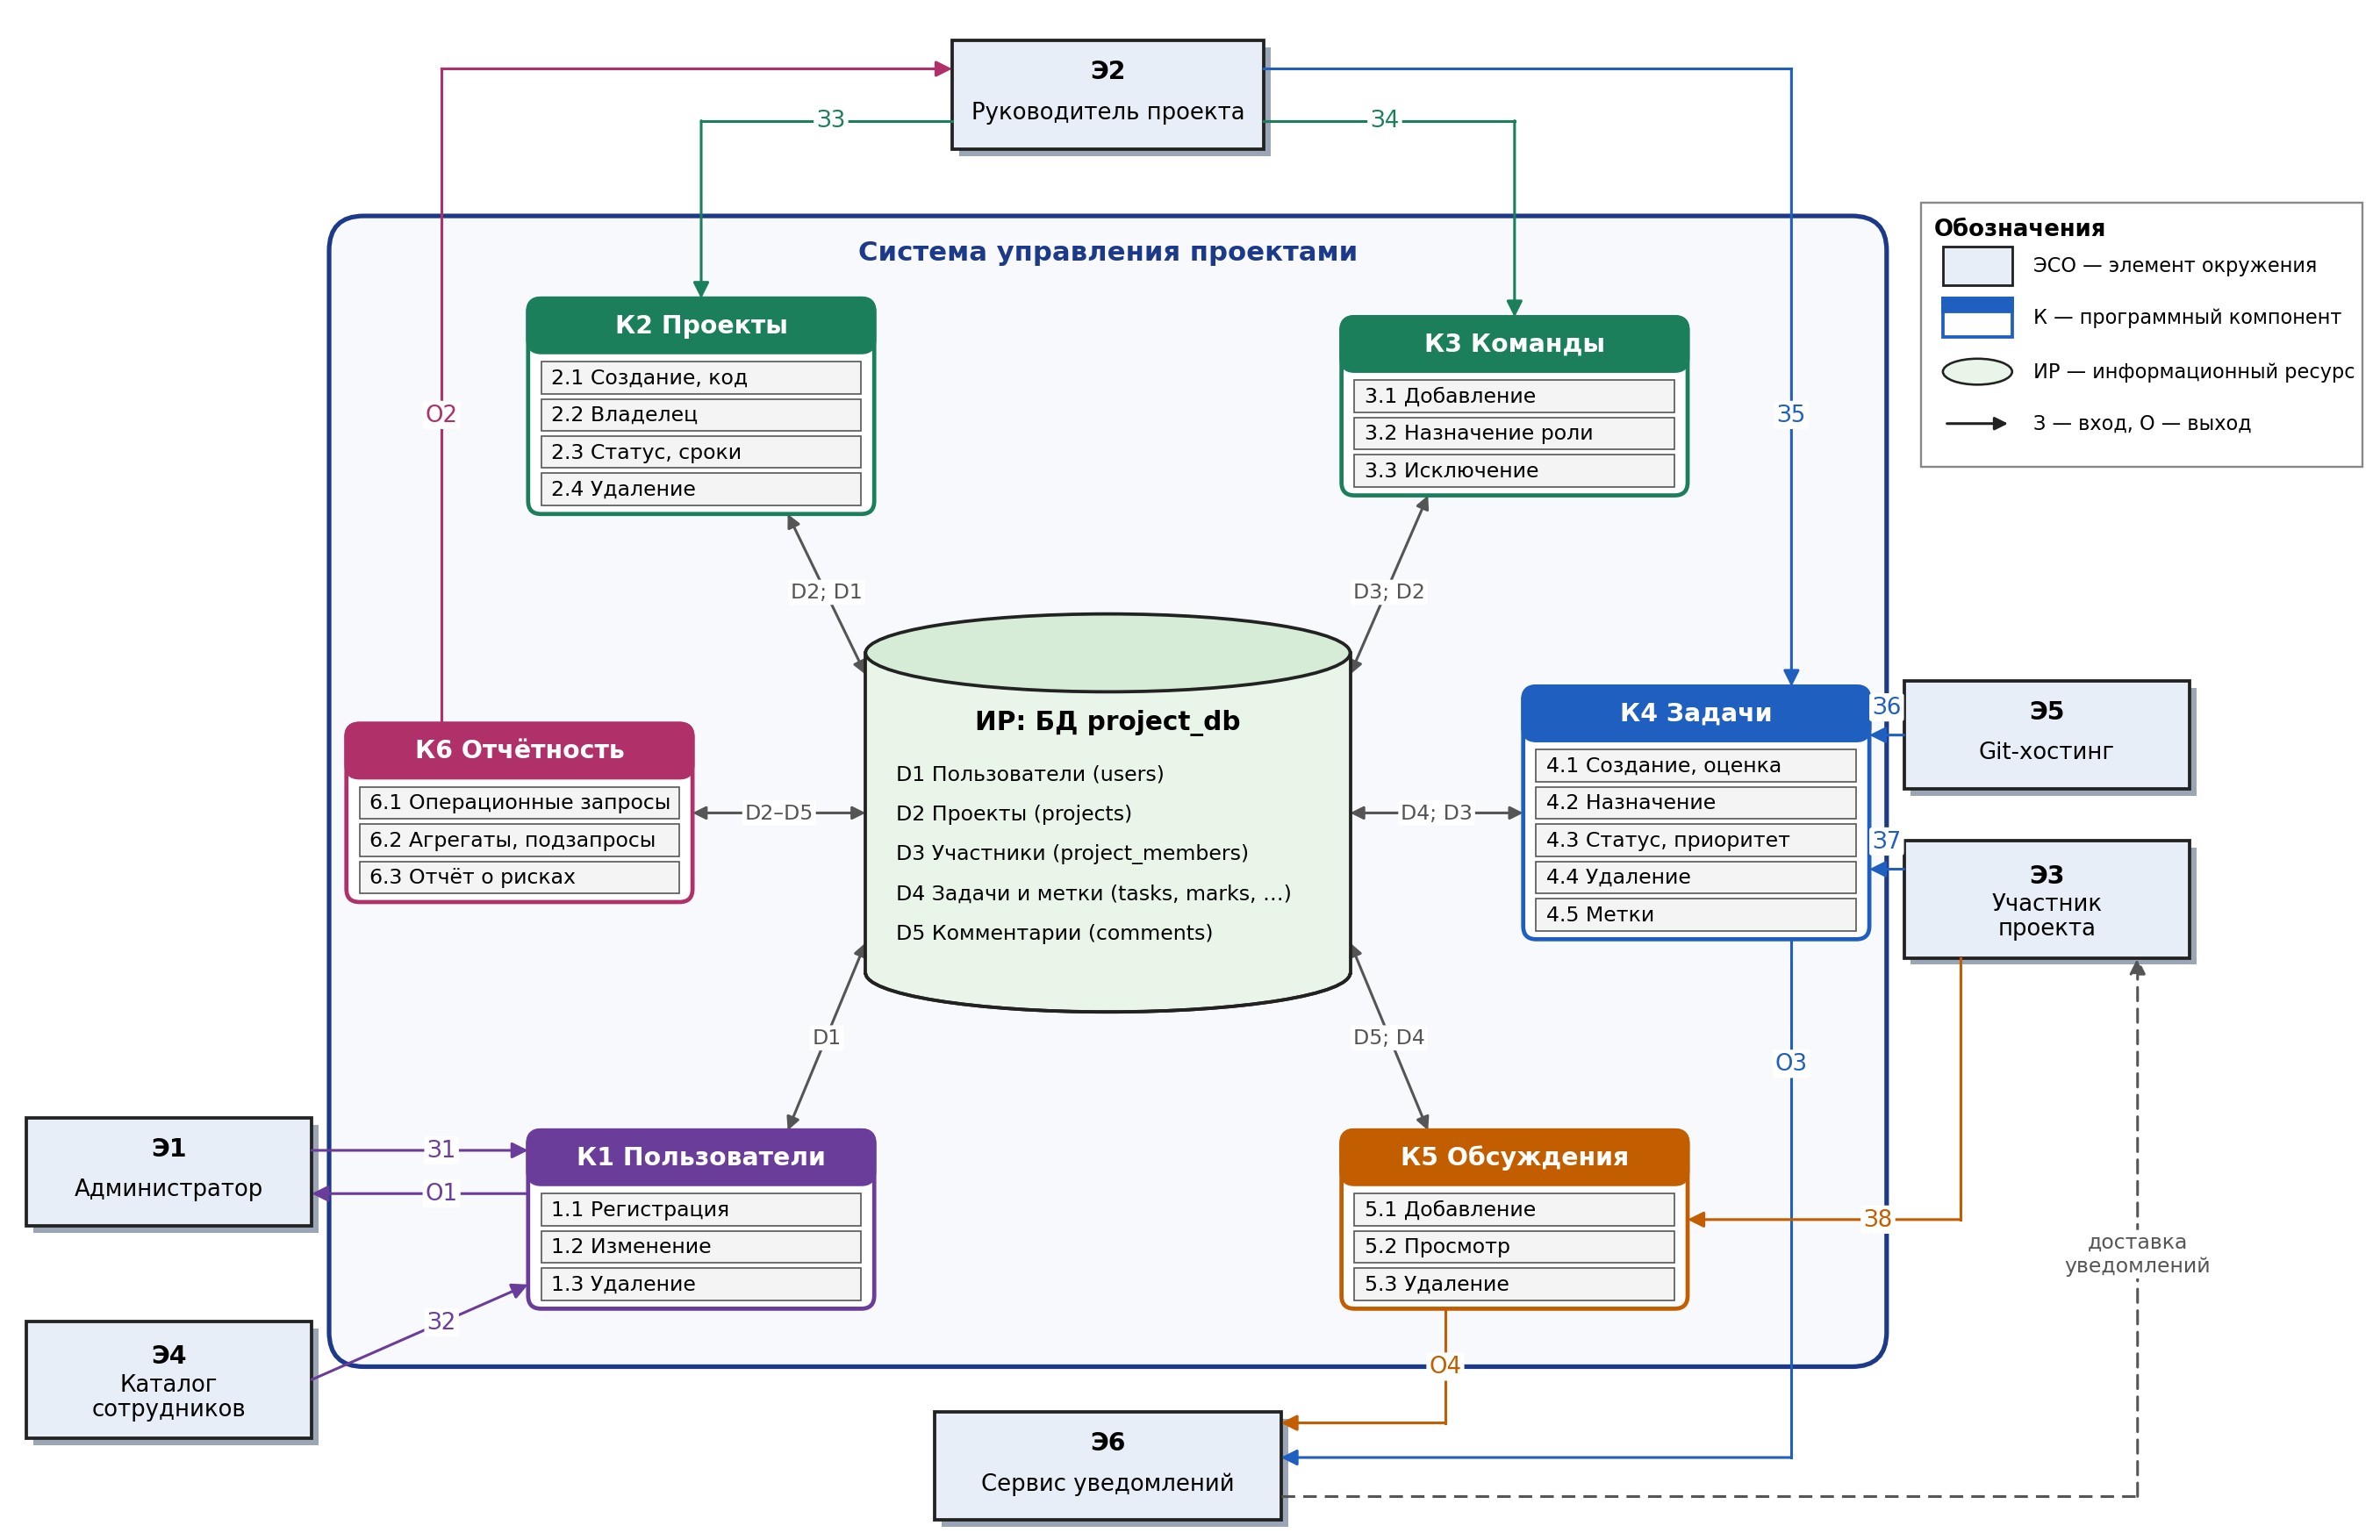 Э2
Руководитель проекта
З3
З4
Система управления проектами
Обозначения
ЭСО — элемент окружения
К — программный компонент
ИР — информационный ресурс
З — вход, О — выход
К2 Проекты
2.1 Создание, код
2.2 Владелец
2.3 Статус, сроки
2.4 Удаление
К3 Команды
3.1 Добавление
3.2 Назначение роли
3.3 Исключение
О2
З5
D2; D1
D3; D2
ИР: БД project_db
D1 Пользователи (users)
D2 Проекты (projects)
D3 Участники (project_members)
D4 Задачи и метки (tasks, marks, ...)
D5 Комментарии (comments)
К6 Отчётность
6.1 Операционные запросы
6.2 Агрегаты, подзапросы
6.3 Отчёт о рисках
D2–D5
D4; D3
К4 Задачи
4.1 Создание, оценка
4.2 Назначение
4.3 Статус, приоритет
4.4 Удаление
4.5 Метки
З6
Э5
Git-хостинг
З7
Э3
Участник
проекта
D1
D5; D4
О3
Э1
Администратор
З1
О1
К1 Пользователи
1.1 Регистрация
1.2 Изменение
1.3 Удаление
К5 Обсуждения
5.1 Добавление
5.2 Просмотр
5.3 Удаление
З8
доставка
уведомлений
З2
Э4
Каталог
сотрудников
О4
Э6
Сервис уведомлений